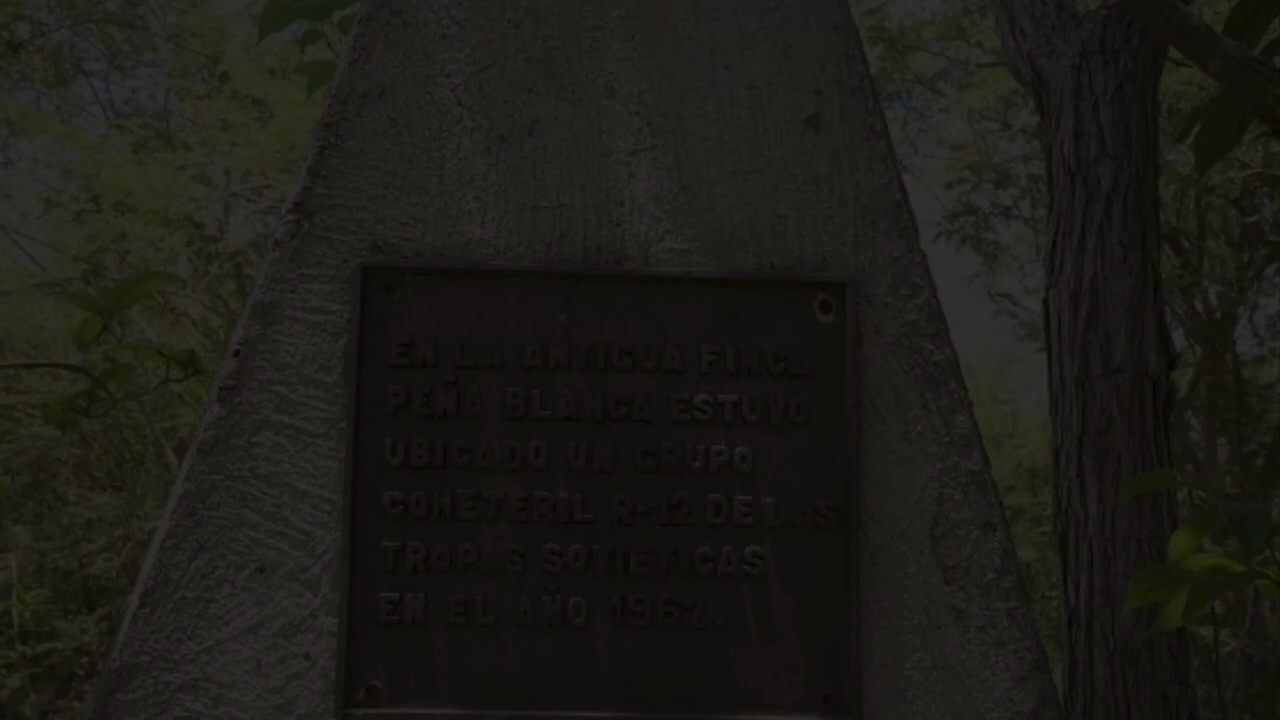 EN LA ANTIGUA FINCA
PEÑA BLANCA ESTUVO
UBICADO UN GRUPO
COHETERIL R-12 DE LAS
TROPAS SOVIETICAS
EN EL AÑO 1962.